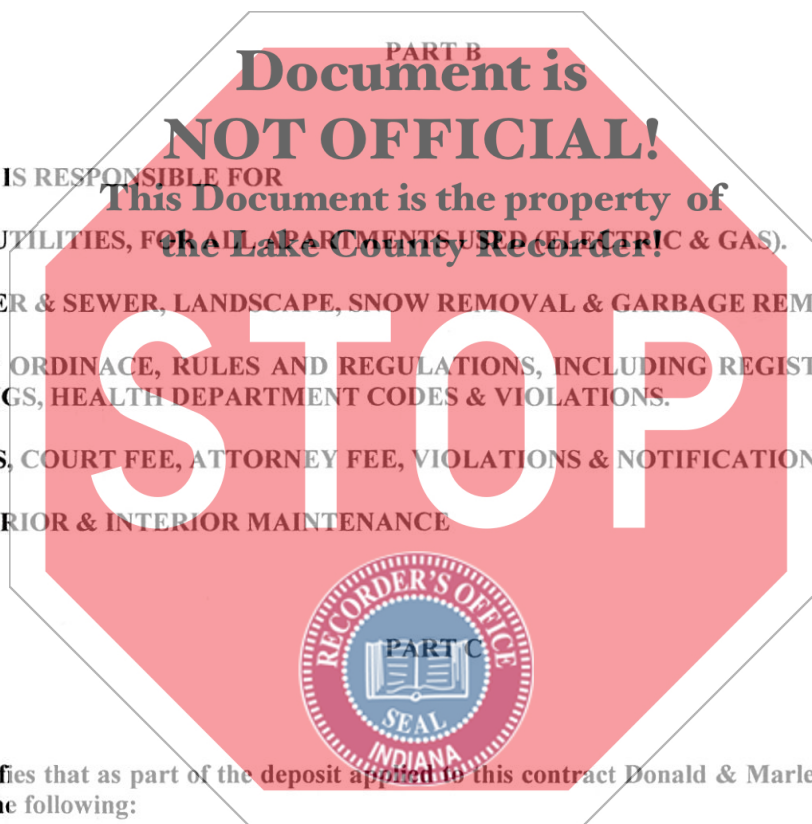 PART B
Document is
NOT OFFICIAL!
IS RESPONSIBLE FOR
This Document is the property of
UTILITIES, FOR ALL APARTMENTS USED (ELECTRIC & GAS).
the Lake County Recorder!
ER & SEWER, LANDSCAPE, SNOW REMOVAL & GARBAGE REM
ORDINACE, RULES AND REGULATIONS, INCLUDING REGIST
GS, HEALTH DEPARTMENT CODES & VIOLATIONS.
STOP
S, COURT FEE, ATTORNEY FEE, VIOLATIONS & NOTIFICATION
RIOR & INTERIOR MAINTENANCE
RECORDER'S OFFICE
PART C
SEAL
INDIANA
fies that as part of the deposit applied to this contract Donald & Marle
he following: